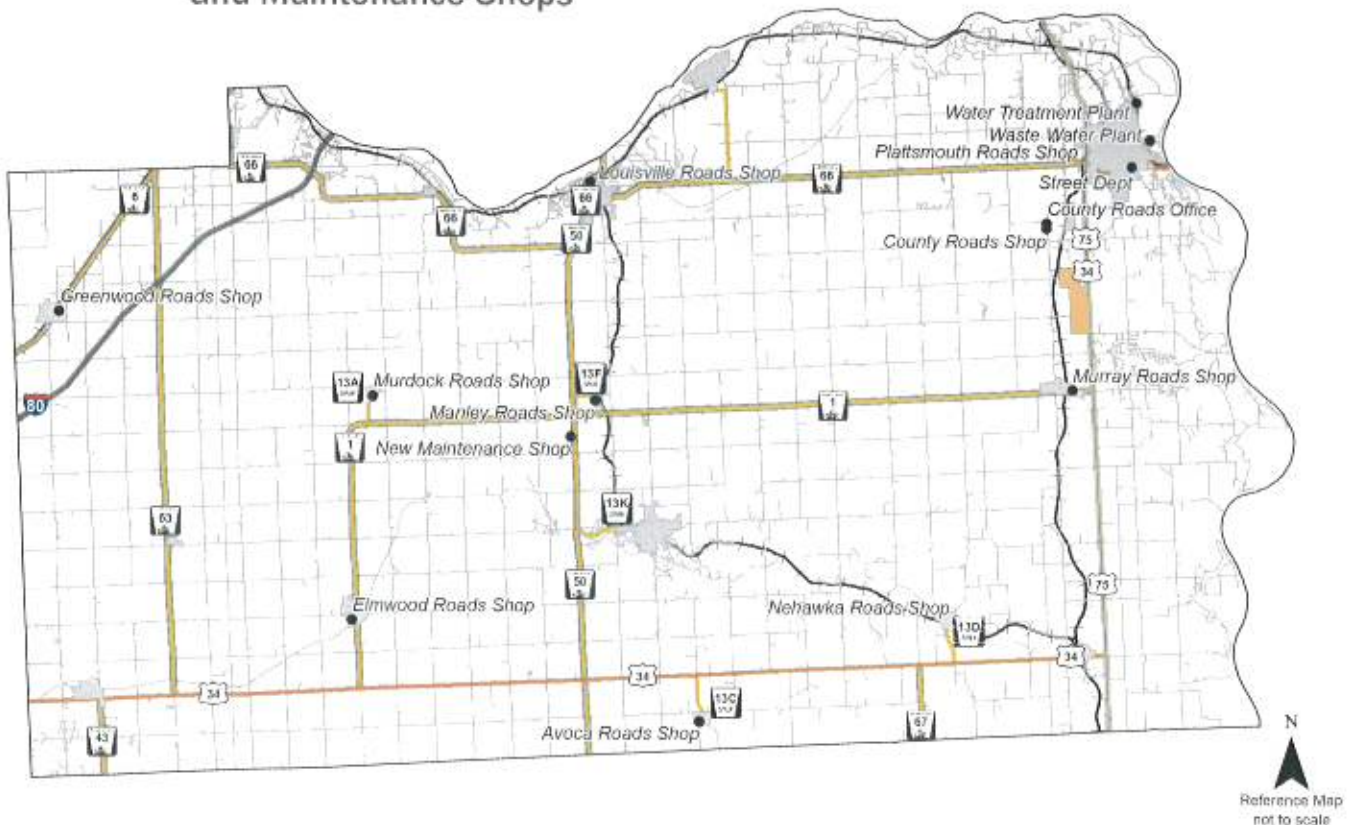 and Maintenance Shops
Water Treatment Plant
Waste Water Plant
Plattsmouth Roads Shop
Louisville Roads Shop
66
66
6
66
66
Street Dept
County Roads Office
50
County Roads Shop
75
34
Greenwood Roads Shop
13A
Murdock Roads Shop
13F
Murray Roads Shop
80
Manley Roads Shop
1
1
New Maintenance Shop
13K
63
50
75
Elmwood Roads Shop
Nehawka Roads Shop
13D
34
34
34
13C
Avoca Roads Shop
67
43
N
Reference Map
not to scale